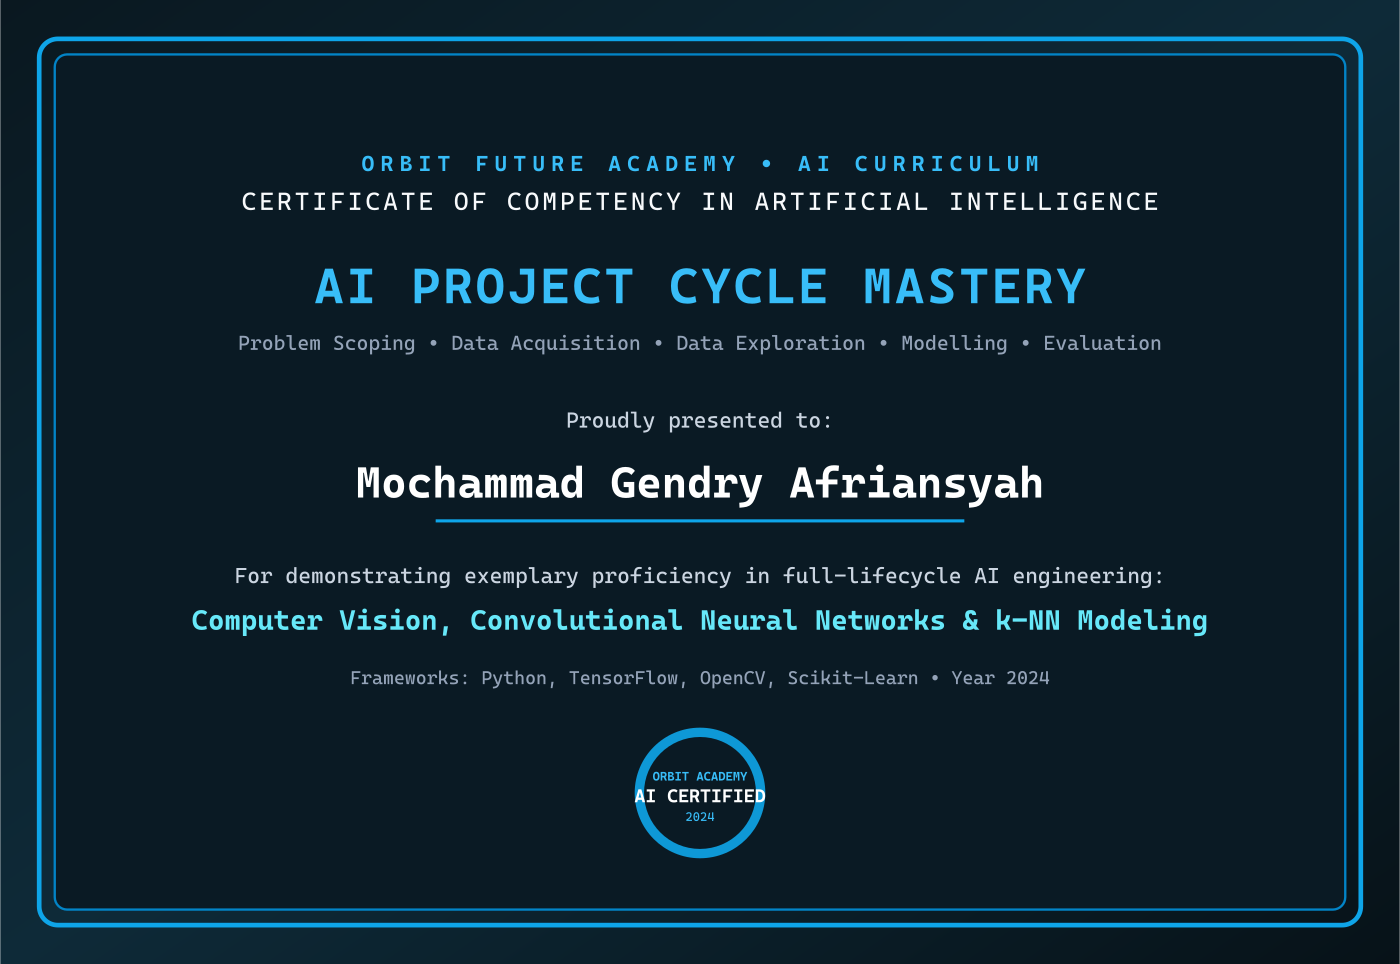 ORBIT FUTURE ACADEMY • AI CURRICULUM
CERTIFICATE OF COMPETENCY IN ARTIFICIAL INTELLIGENCE
AI PROJECT CYCLE MASTERY
Problem Scoping • Data Acquisition • Data Exploration • Modelling • Evaluation
Proudly presented to:
Mochammad Gendry Afriansyah
For demonstrating exemplary proficiency in full-lifecycle AI engineering:
Computer Vision, Convolutional Neural Networks & k-NN Modeling
Frameworks: Python, TensorFlow, OpenCV, Scikit-Learn • Year 2024
ORBIT ACADEMY
AI CERTIFIED
2024